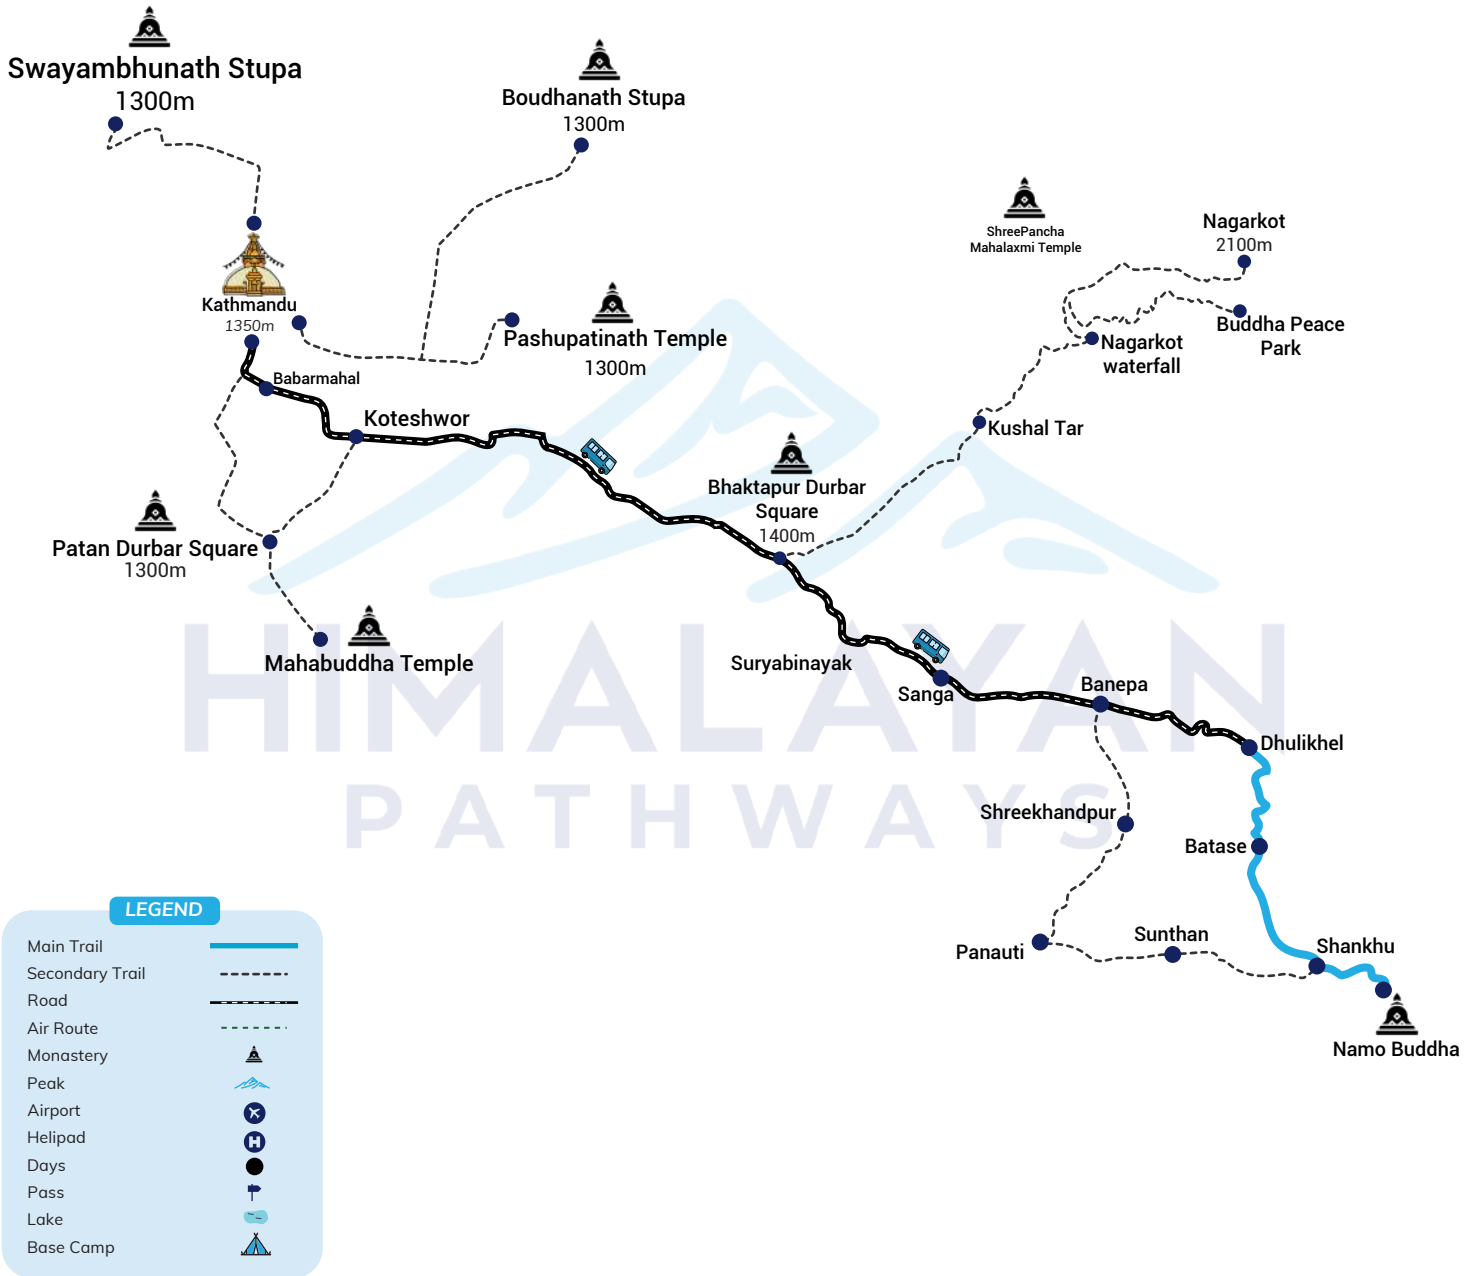 Swayambhunath Stupa
1300m
Boudhanath Stupa
1300m
ShreePancha
Mahalaxmi Temple
Nagarkot
2100m
Kathmandu
1350m
Pashupatinath Temple
1300m
Buddha Peace
Park
Nagarkot
waterfall
Babarmahal
Koteshwor
Kushal Tar
Bhaktapur Durbar
Square
1400m
Patan Durbar Square
1300m
Mahabuddha Temple
Suryabinayak
Sanga
Banepa
Dhulikhel
HIMALAYAN
PATHWAYS
Shreekhandpur
Batase
Panauti
Sunthan
Shankhu
Namo Buddha
LEGEND
Main Trail
Secondary Trail
Road
Air Route
Monastery
Peak
Airport
Helipad
H
Days
Pass
Lake
Base Camp